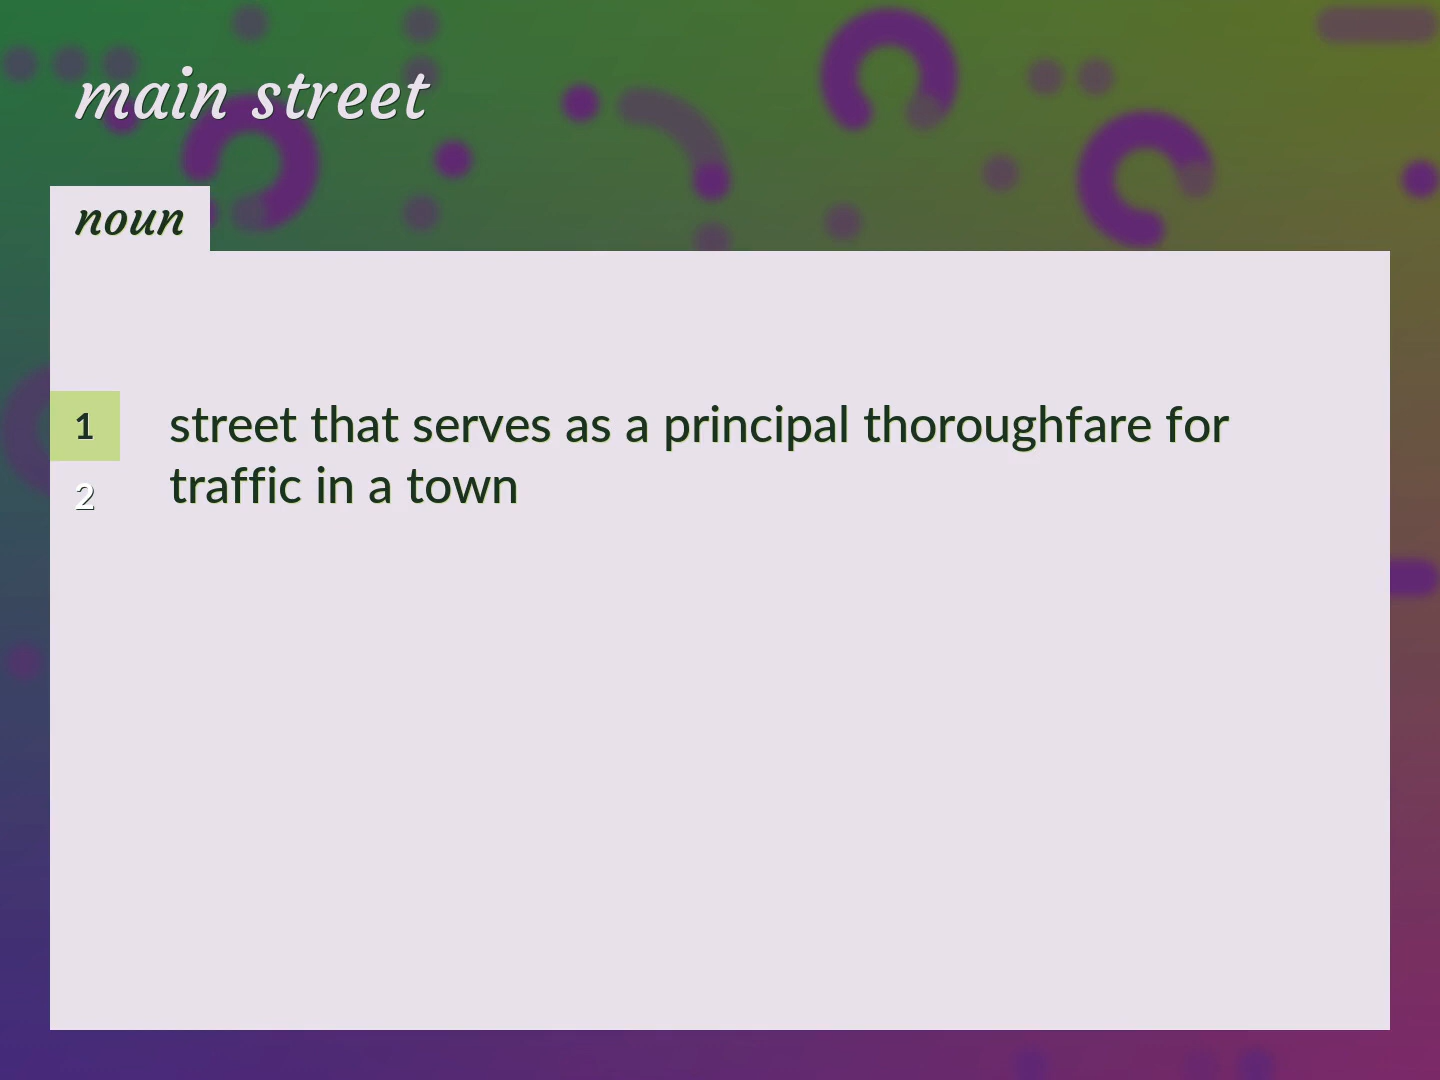 main street
noun
1 street that serves as a principal thoroughfare for
traffic in a town
2